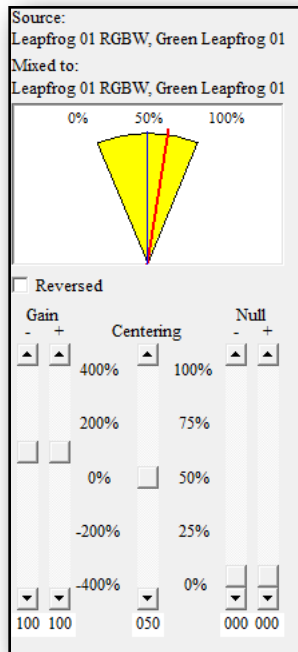 Source:
Leapfrog 01 RGBW, Green Leapfrog 01
Mixed to:
Leapfrog 01 RGBW, Green Leapfrog 01
0% 50% 100%
Reversed
Gain Null
- + Centering - +
400% 100%
200% 75%
0% 50%
-200% 25%
-400% 0%
100 100 050 000 000